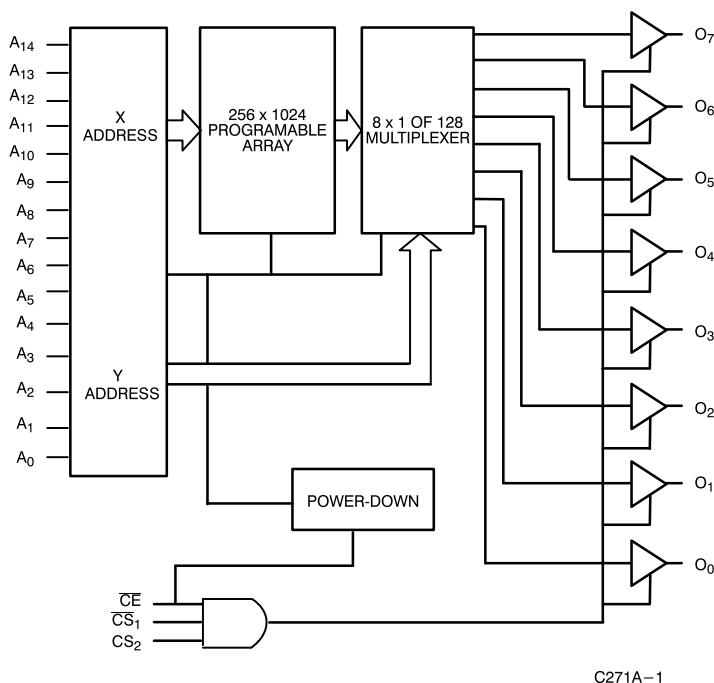 A14
A13
A12
A11
A10
A9
A8
A7
A6
A5
A4
A3
A2
A1
A0
X
ADDRESS
Y
ADDRESS
256 x 1024
PROGRAMABLE
ARRAY
8 x 1 OF 128
MULTIPLEXER
O7
O6
O5
O4
O3
O2
O1
O0
POWER-DOWN
C̅E̅
C̅S̅1
CS2
C271A−1